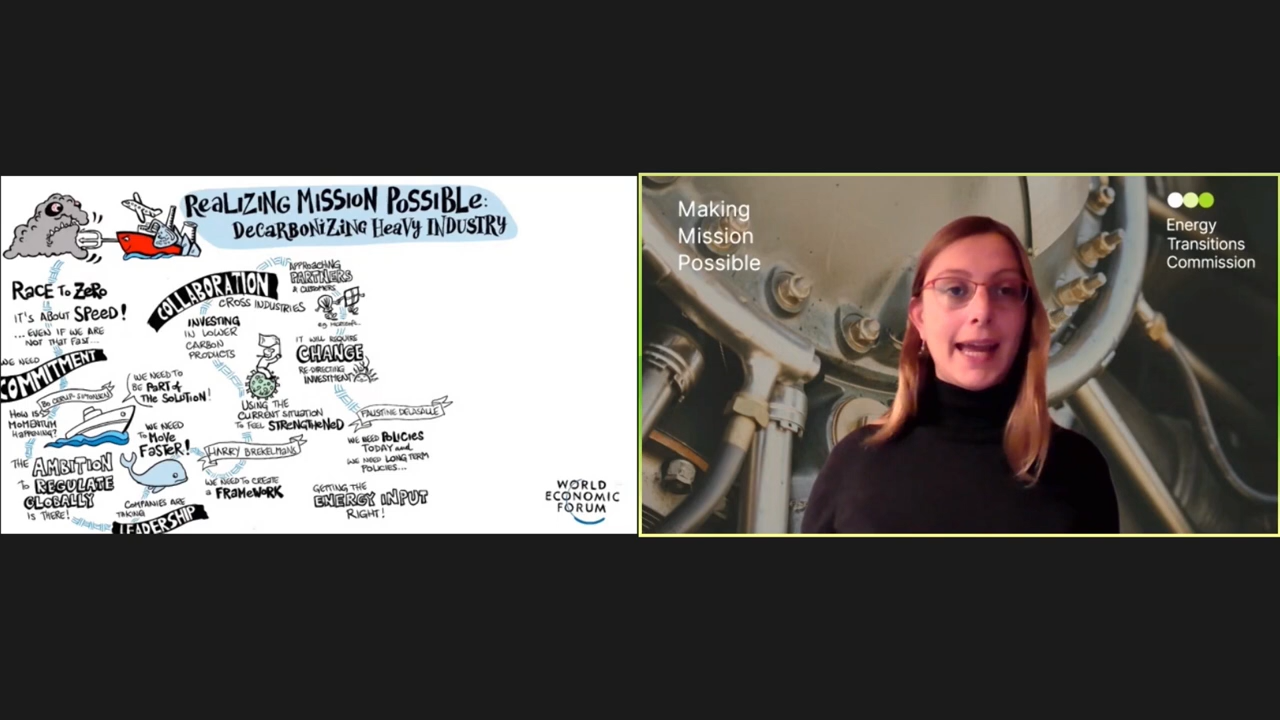 ReaLIZING MISSION POSSIBLE:
DeCARBONIZING HeaVY INDUSTRY
RACE To ZeRo
IT'S ABOUT SPeeD!
...EVEN IF WE ARE
NOT THAT FAST...
WE NEED
COMMITMENT
HOW IS
MOMENTUM
HAPPENING?
THE AMBITION
To REGULATE
GLOBALLY
IS THERE!
WE NEED TO
BE PART of
THE SOLUTION!
WE NEED
To MOVE
FASTER!
COMPANIES ARE
TAKING
LEADERSHIP
COLLABORATION
CROSS INDUSTRIES
INVESTING
IN LOWER
CARBON
PRODUCTS
USING THE
CURRENT SITUATION
TO FEEL STRENGTHeNeD
HARRY BREKELMANS
WE NEED TO CREATE
a FRAMeWORK
APPROACHING
PARTNERS
& CUSTOMERS
IT WILL REQUIRE
CHANGE
RE-DIRECTING
INVESTMENT
FAUSTINE DELASALLE
WE NEED POLICIES
TODAY and
WE NEED LONG TERM
POLICIES...
GETTING THE
ENERGY INPUT
RIGHT!
WORLD
ECONOMIC
FORUM
Making
Mission
Possible
Energy
Transitions
Commission